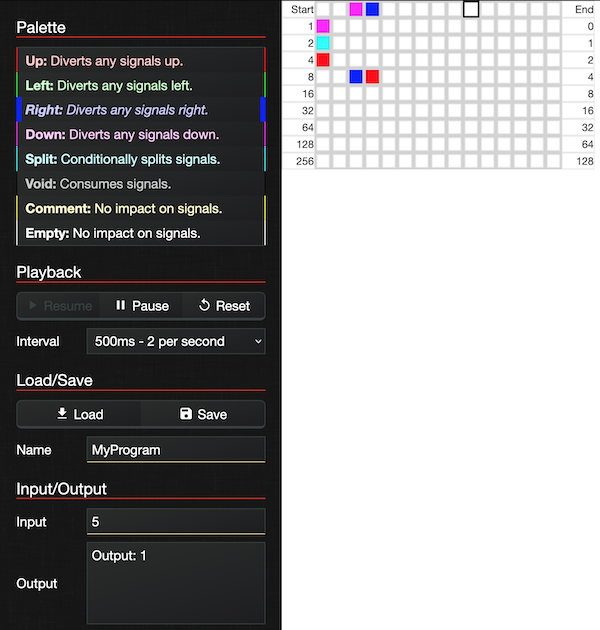 Palette
Up: Diverts any signals up.
Left: Diverts any signals left.
Right: Diverts any signals right.
Down: Diverts any signals down.
Split: Conditionally splits signals.
Void: Consumes signals.
Comment: No impact on signals.
Empty: No impact on signals.
Playback
Resume Pause Reset
Interval 500ms - 2 per second
Load/Save
Load Save
Name MyProgram
Input/Output
Input 5
Output Output: 1
Start End
1 0
2 1
4 2
8 4
16 8
32 16
64 32
128 64
256 128